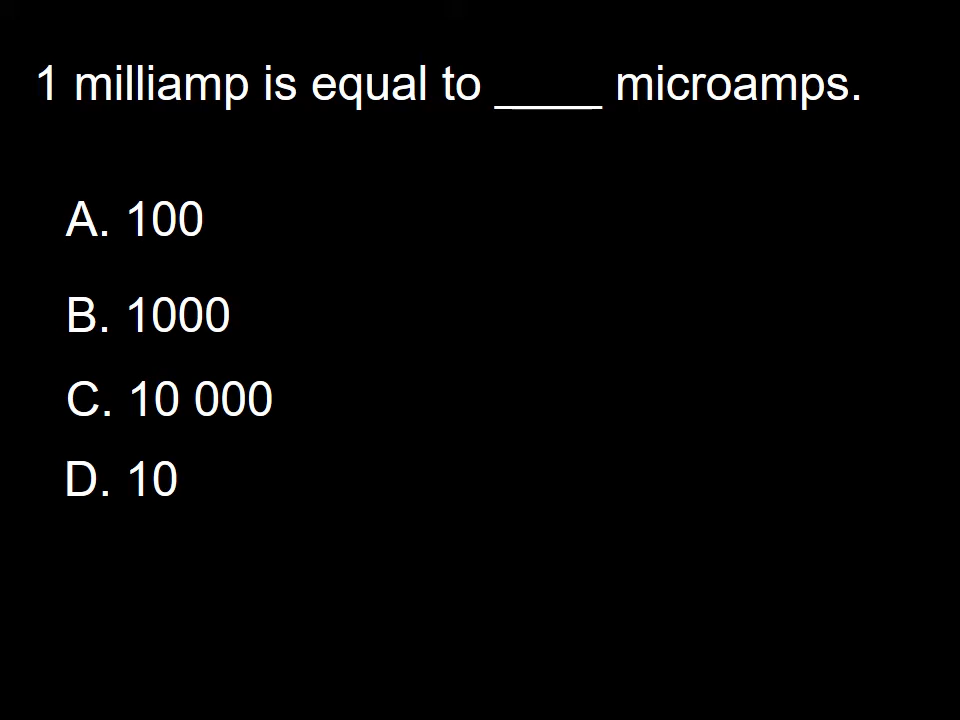 1 milliamp is equal to ____ microamps.
A. 100
B. 1000
C. 10 000
D. 10